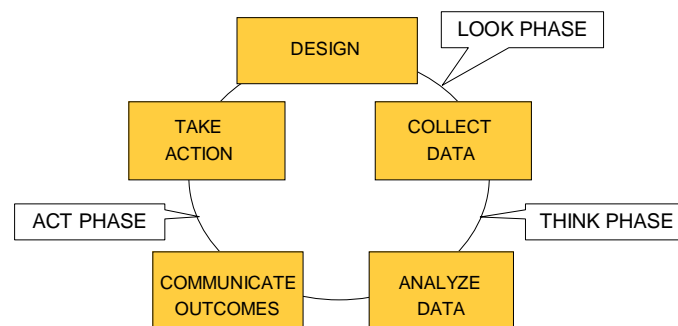 LOOK PHASE
DESIGN
TAKE
ACTION
COLLECT
DATA
ACT PHASE
THINK PHASE
COMMUNICATE
OUTCOMES
ANALYZE
DATA